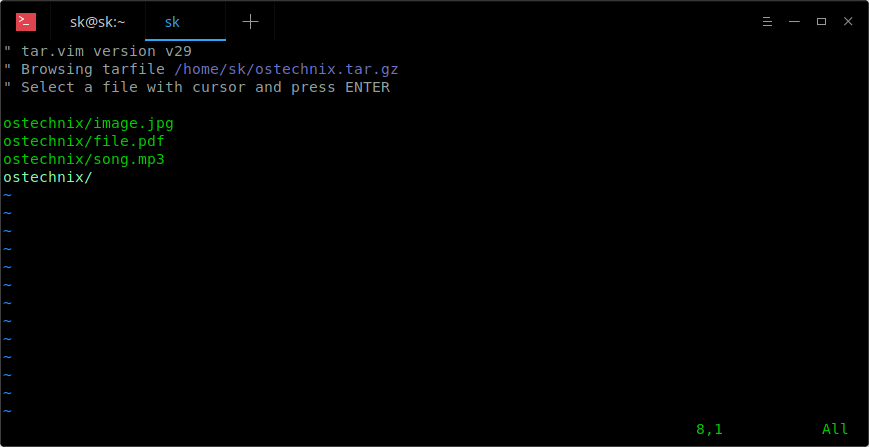 sk@sk:~ sk
" tar.vim version v29
" Browsing tarfile /home/sk/ostechnix.tar.gz
" Select a file with cursor and press ENTER
ostechnix/image.jpg
ostechnix/file.pdf
ostechnix/song.mp3
ostechnix/
~
~
~
~
~
~
~
~
~
~
~
~
~
8,1 All